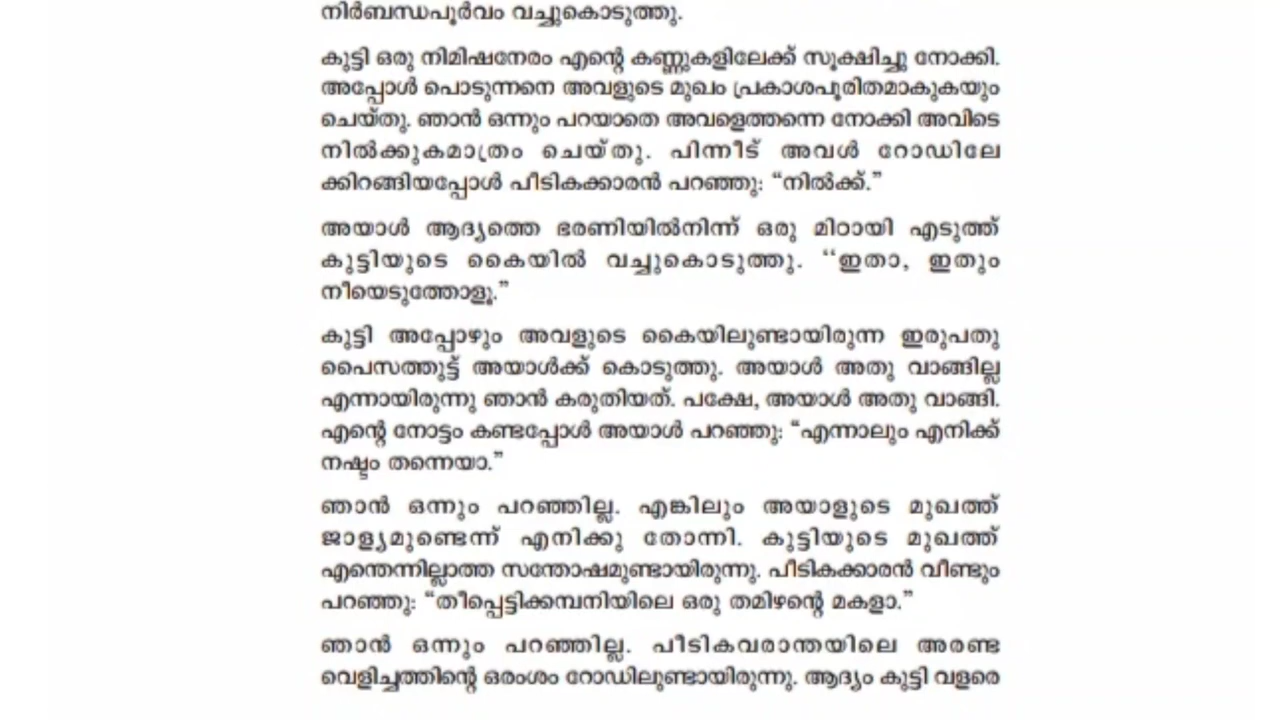 നിർബന്ധപൂർവം വച്ചുകൊടുത്തു.
കുട്ടി ഒരു നിമിഷനേരം എന്റെ കണ്ണുകളിലേക്ക് സൂക്ഷിച്ചു നോക്കി.
അപ്പോൾ പൊടുന്നനെ അവളുടെ മുഖം പ്രകാശപൂരിതമാകുകയും
ചെയ്തു. ഞാൻ ഒന്നും പറയാതെ അവളെത്തന്നെ നോക്കി അവിടെ
നിൽക്കുകമാത്രം ചെയ്തു. പിന്നീട് അവൾ റോഡിലേ
ക്കിറങ്ങിയപ്പോൾ പീടികക്കാരൻ പറഞ്ഞു: “നിൽക്ക്.”
അയാൾ ആദ്യത്തെ ഭരണിയിൽനിന്ന് ഒരു മിഠായി എടുത്ത്
കുട്ടിയുടെ കൈയിൽ വച്ചുകൊടുത്തു. ‘‘ഇതാ, ഇതും
നീയെടുത്തോളൂ.”
കുട്ടി അപ്പോഴും അവളുടെ കൈയിലുണ്ടായിരുന്ന ഇരുപതു
പൈസത്തുട്ട് അയാൾക്ക് കൊടുത്തു. അയാൾ അതു വാങ്ങില്ല
എന്നായിരുന്നു ഞാൻ കരുതിയത്. പക്ഷേ, അയാൾ അതു വാങ്ങി.
എന്റെ നോട്ടം കണ്ടപ്പോൾ അയാൾ പറഞ്ഞു: “എന്നാലും എനിക്ക്
നഷ്ടം തന്നെയാ.”
ഞാൻ ഒന്നും പറഞ്ഞില്ല. എങ്കിലും അയാളുടെ മുഖത്ത്
ജാള്യമുണ്ടെന്ന് എനിക്കു തോന്നി. കുട്ടിയുടെ മുഖത്ത്
എന്തെന്നില്ലാത്ത സന്തോഷമുണ്ടായിരുന്നു. പീടികക്കാരൻ വീണ്ടും
പറഞ്ഞു: “തീപ്പെട്ടിക്കമ്പനിയിലെ ഒരു തമിഴന്റെ മകളാ.”
ഞാൻ ഒന്നും പറഞ്ഞില്ല. പീടികവരാന്തയിലെ അരണ്ട
വെളിച്ചത്തിന്റെ ഒരംശം റോഡിലുണ്ടായിരുന്നു. ആദ്യം കുട്ടി വളരെ